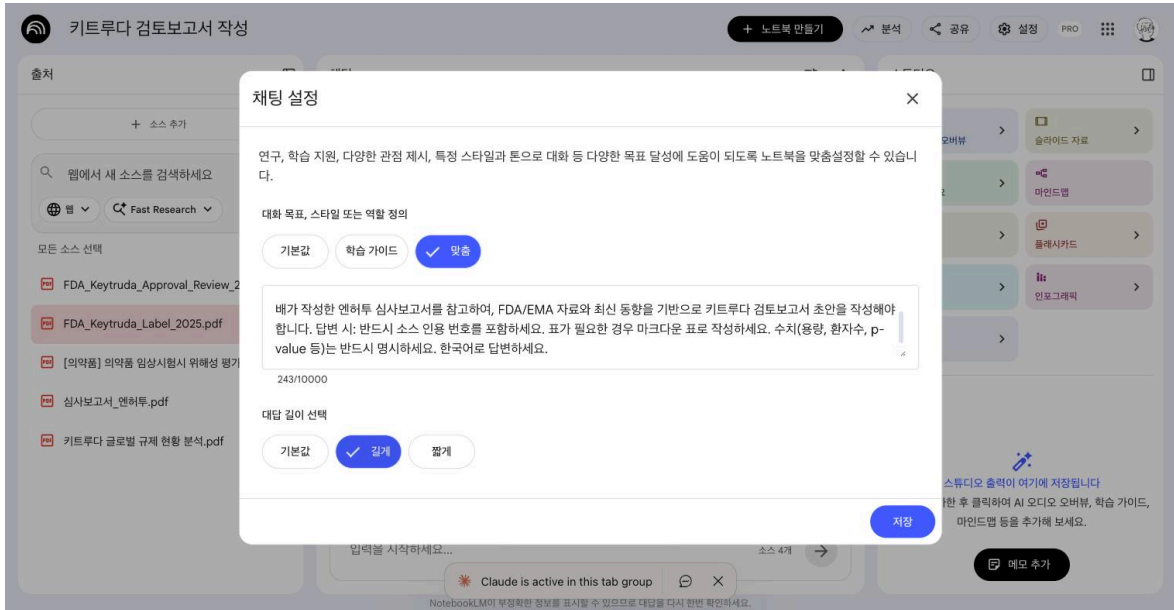 키트루다 검토보고서 작성
+ 노트북 만들기
분석
공유
설정
PRO
출처
+ 소스 추가
웹에서 새 소스를 검색하세요
웹
Fast Research
모든 소스 선택
FDA_Keytruda_Approval_Review_2
FDA_Keytruda_Label_2025.pdf
[의약품] 의약품 임상시험시 위해성 평가
심사보고서_엔허투.pdf
키트루다 글로벌 규제 현황 분석.pdf
채팅 설정
연구, 학습 지원, 다양한 관점 제시, 특정 스타일과 톤으로 대화 등 다양한 목표 달성에 도움이 되도록 노트북을 맞춤설정할 수 있습니
다.
대화 목표, 스타일 또는 역할 정의
기본값
학습 가이드
맞춤
배가 작성한 엔허투 심사보고서를 참고하여, FDA/EMA 자료와 최신 동향을 기반으로 키트루다 검토보고서 초안을 작성해야
합니다. 답변 시: 반드시 소스 인용 번호를 포함하세요. 표가 필요한 경우 마크다운 표로 작성하세요. 수치(용량, 환자수, p-
value 등)는 반드시 명시하세요. 한국어로 답변하세요.
243/10000
대답 길이 선택
기본값
길게
짧게
저장
오버뷰
슬라이드 자료
마인드맵
플래시카드
인포그래픽
스튜디오 출력이 여기에 저장됩니다
한 후 클릭하여 AI 오디오 오버뷰, 학습 가이드,
마인드맵 등을 추가해 보세요.
메모 추가
입력을 시작하세요...
소스 4개
Claude is active in this tab group
NotebookLM이 부정확한 정보를 표시할 수 있으므로 대답을 다시 한번 확인하세요.